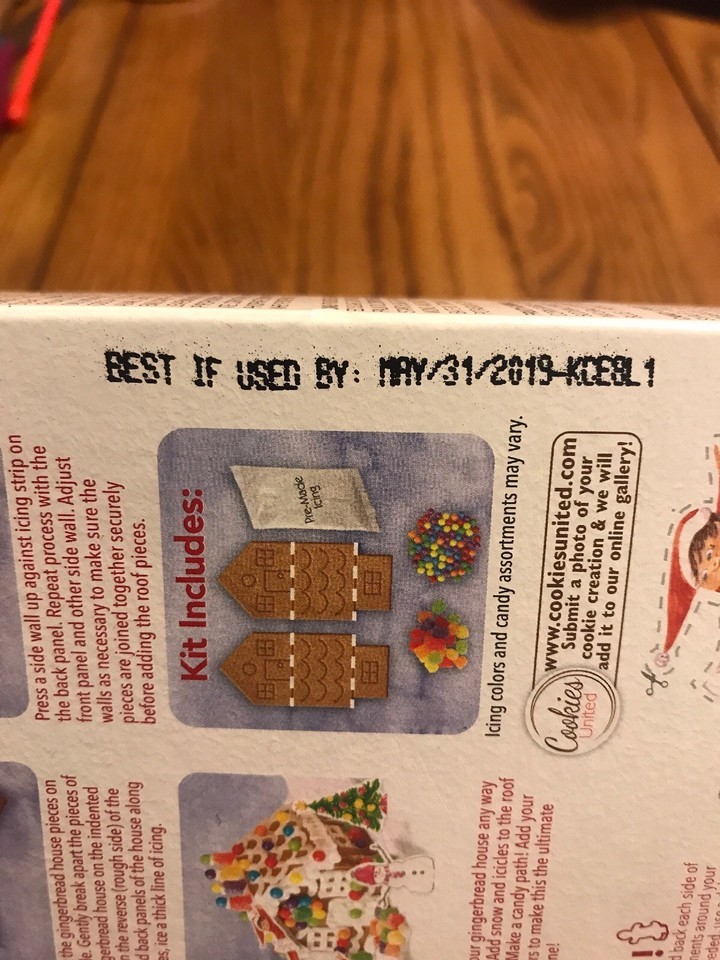 BEST IF USED BY: MAY/31/2019-KCEGL1
Press a side wall up against icing strip on
the back panel. Repeat process with the
front panel and other side wall. Adjust
walls as necessary to make sure the
pieces are joined together securely
before adding the roof pieces.
Kit Includes:
Pre-Made
Icing
Icing colors and candy assortments may vary.
www.cookiesunited.com
Submit a photo of your
cookie creation & we will
add it to our online gallery!
Cookies
United
the gingerbread house pieces on
le. Gently break apart the pieces of
gerbread house on the indented
n the reverse (rough side) of the
d back panels of the house along
es, ice a thick line of icing.
ur gingerbread house any way
Add snow and icicles to the roof
Make a candy path! Add your
rs to make this the ultimate
ne!
d back each side of
ments around your